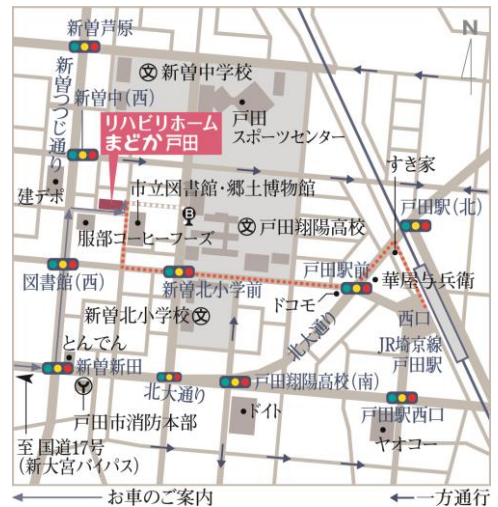 新曽芦原
N
新曽中学校
新曽つつじ通り
新曽中(西)
戸田
スポーツセンター
リハビリホーム
まどか戸田
すき家
建デポ
市立図書館・郷土博物館
戸田駅(北)
B
服部コーヒーフーズ
戸田翔陽高校
戸田駅前
華屋与兵衛
図書館(西)
新曽北小学前
ドコモ
新曽北小学校
北大通り
西口
JR埼京線
戸田駅
とんでん
新曽新田
北大通り
戸田翔陽高校(南)
戸田駅西口
戸田市消防本部
ドイト
ヤオコー
至 国道17号
(新大宮バイパス)
お車のご案内
一方通行